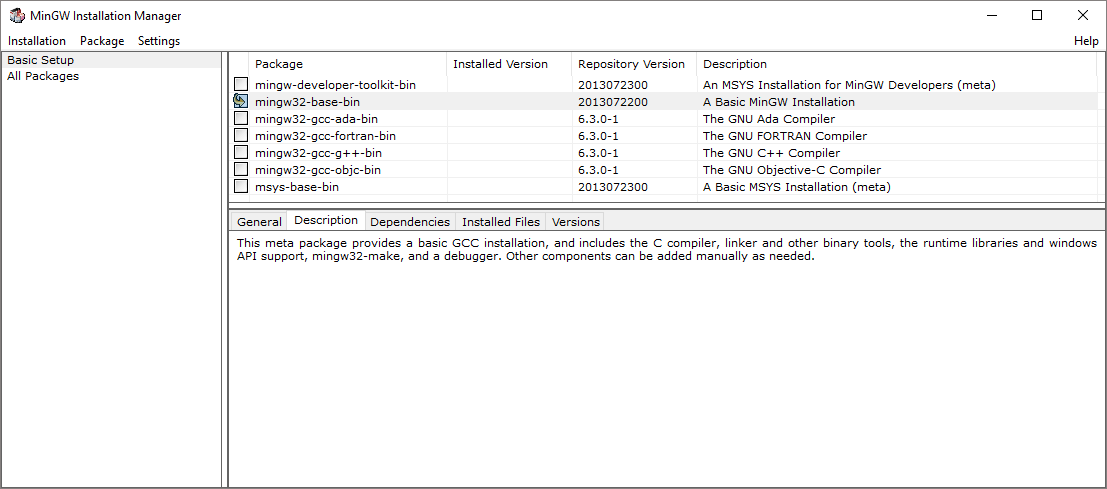 MinGW Installation Manager
Installation Package Settings Help
Basic Setup
All Packages
Package Installed Version Repository Version Description
mingw-developer-toolkit-bin 2013072300 An MSYS Installation for MinGW Developers (meta)
mingw32-base-bin 2013072200 A Basic MinGW Installation
mingw32-gcc-ada-bin 6.3.0-1 The GNU Ada Compiler
mingw32-gcc-fortran-bin 6.3.0-1 The GNU FORTRAN Compiler
mingw32-gcc-g++-bin 6.3.0-1 The GNU C++ Compiler
mingw32-gcc-objc-bin 6.3.0-1 The GNU Objective-C Compiler
msys-base-bin 2013072300 A Basic MSYS Installation (meta)
General Description Dependencies Installed Files Versions
This meta package provides a basic GCC installation, and includes the C compiler, linker and other binary tools, the runtime libraries and windows
API support, mingw32-make, and a debugger. Other components can be added manually as needed.